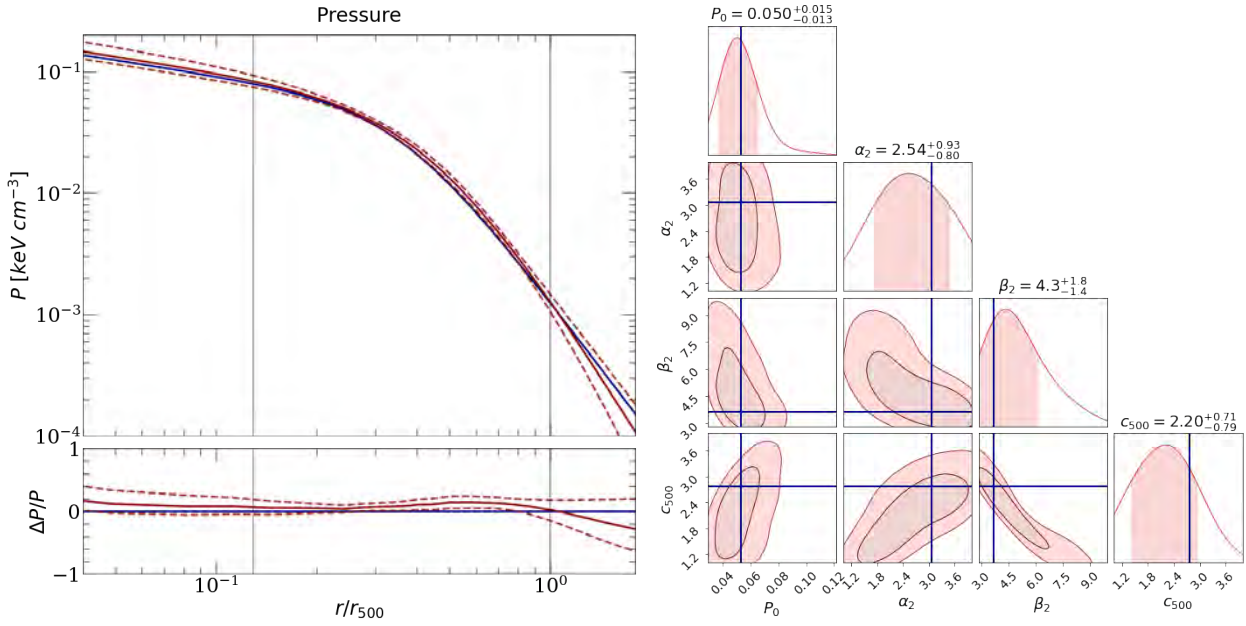 Pressure
10⁻¹
10⁻²
10⁻³
10⁻⁴
P [keV cm⁻³]
1
0
−1
ΔP/P
10⁻¹
10⁰
r/r₅₀₀
P₀ = 0.050⁺⁰·⁰¹⁵₋₀.₀₁₃
α₂ = 2.54⁺⁰·⁹³₋₀.₈₀
3.6
3.0
2.4
1.8
1.2
α₂
β₂ = 4.3⁺¹·⁸₋₁.₄
9.0
7.5
6.0
4.5
3.0
β₂
c₅₀₀ = 2.20⁺⁰·⁷¹₋₀.₇₉
3.6
3.0
2.4
1.8
1.2
c₅₀₀
0.04
0.06
0.08
0.10
0.12
P₀
1.2
1.8
2.4
3.0
3.6
α₂
3.0
4.5
6.0
7.5
9.0
β₂
1.2
1.8
2.4
3.0
3.6
c₅₀₀